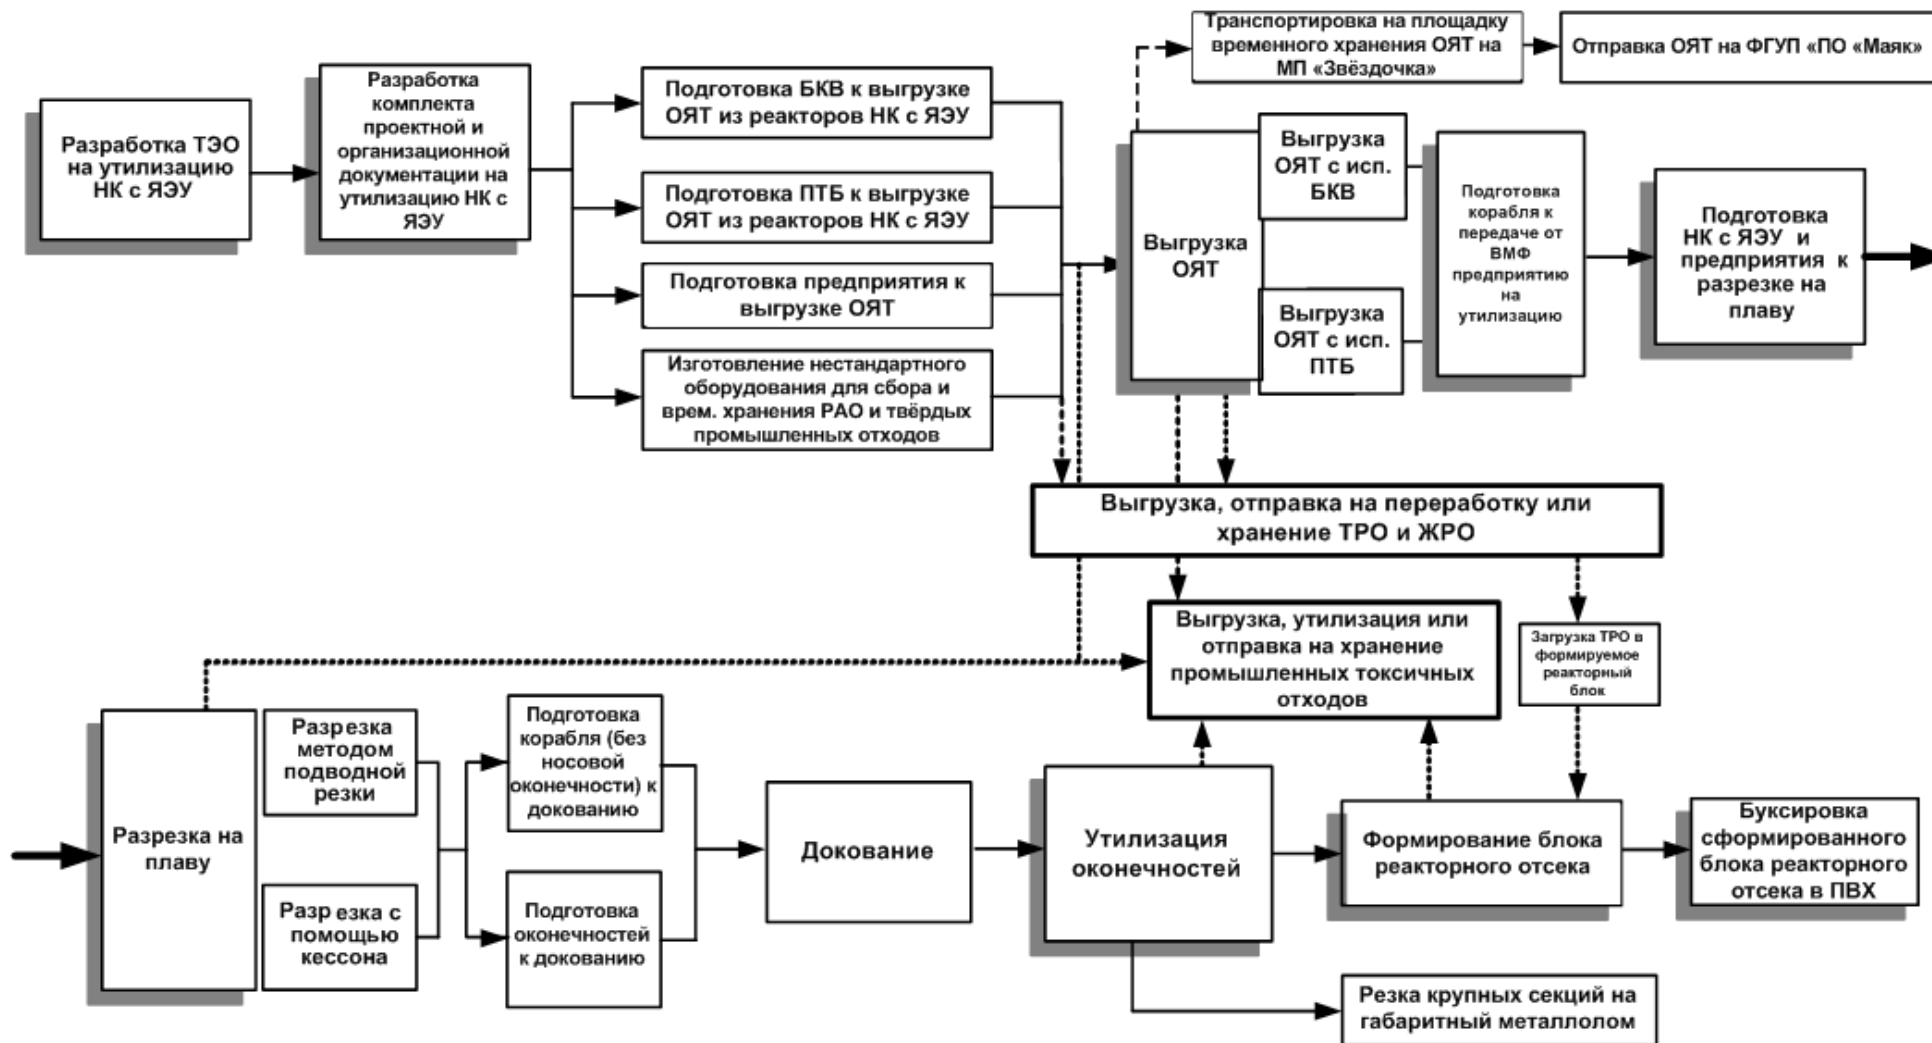 Разработка ТЭО
на утилизацию
НК с ЯЭУ
Разработка
комплекта
проектной и
организационной
документации на
утилизацию НК с
ЯЭУ
Подготовка БКВ к выгрузке
ОЯТ из реакторов НК с ЯЭУ
Подготовка ПТБ к выгрузке
ОЯТ из реакторов НК с ЯЭУ
Подготовка предприятия к
выгрузке ОЯТ
Изготовление нестандартного
оборудования для сбора и
врем. хранения РАО и твёрдых
промышленных отходов
Транспортировка на площадку
временного хранения ОЯТ на
МП «Звёздочка»
Отправка ОЯТ на ФГУП «ПО «Маяк»
Выгрузка
ОЯТ
Выгрузка
ОЯТ с исп.
БКВ
Выгрузка
ОЯТ с исп.
ПТБ
Подготовка
корабля к
передаче от
ВМФ
предприятию
на
утилизацию
Подготовка
НК с ЯЭУ и
предприятия к
разрезке на
плаву
Выгрузка, отправка на переработку или
хранение ТРО и ЖРО
Выгрузка, утилизация или
отправка на хранение
промышленных токсичных
отходов
Загрузка ТРО в
формируемое
реакторный
блок
Разрезка на
плаву
Разрезка
методом
подводной
резки
Разрезка с
помощью
кессона
Подготовка
корабля (без
носовой
оконечности) к
докованию
Подготовка
оконечностей
к докованию
Докование
Утилизация
оконечностей
Формирование блока
реакторного отсека
Буксировка
сформированного
блока реакторного
отсека в ПВХ
Резка крупных секций на
габаритный металлолом